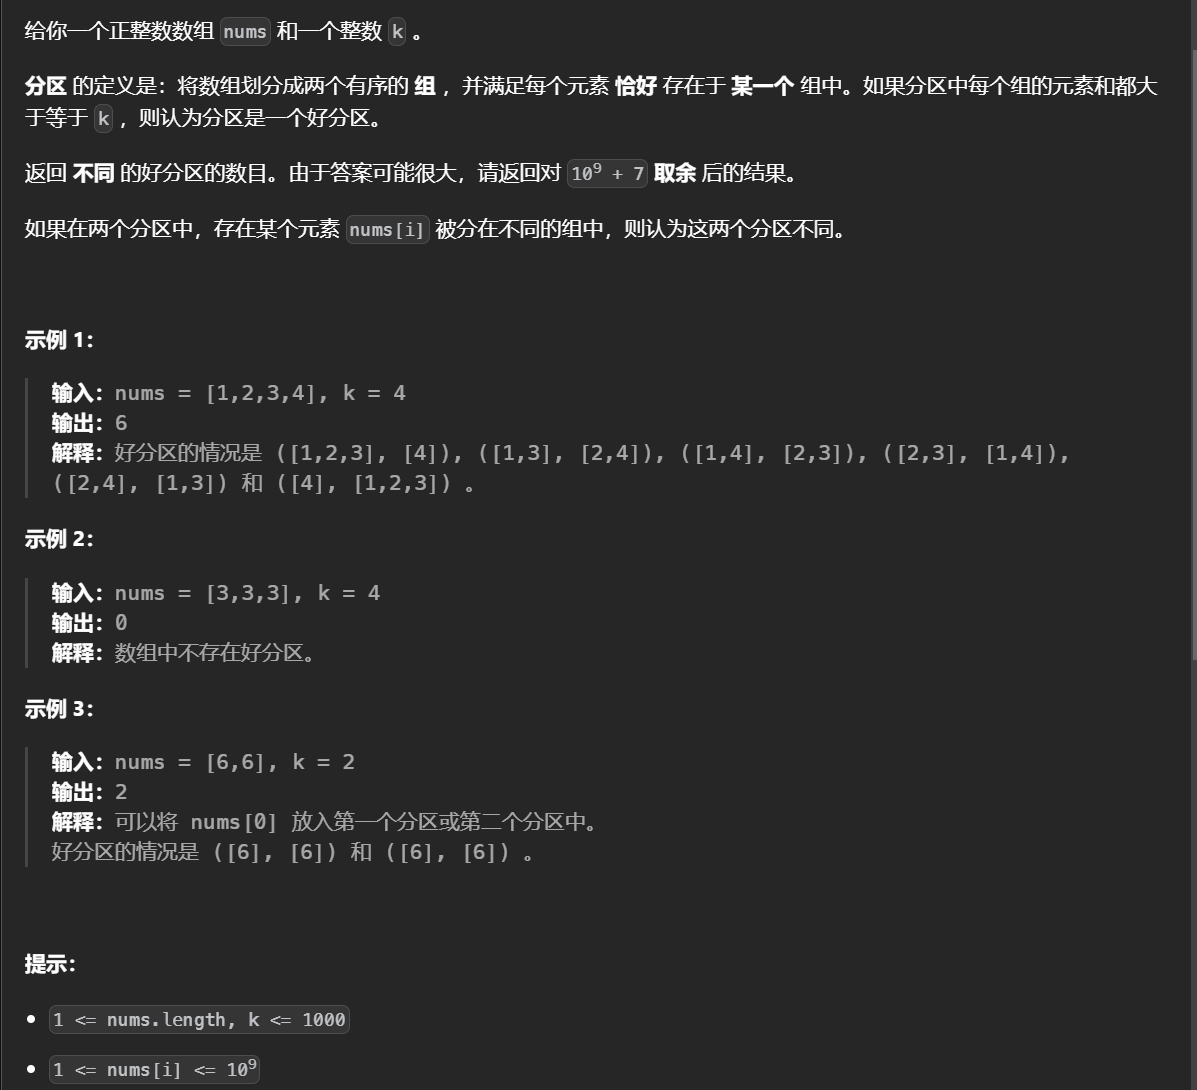 给你一个正整数数组 nums 和一个整数 k 。
分区 的定义是：将数组划分成两个有序的 组 ，并满足每个元素 恰好 存在于 某一个 组中。如果分区中每个组的元素和都大
于等于 k ，则认为分区是一个好分区。
返回 不同 的好分区的数目。由于答案可能很大，请返回对 10⁹ + 7 取余 后的结果。
如果在两个分区中，存在某个元素 nums[i] 被分在不同的组中，则认为这两个分区不同。
示例 1：
输入：nums = [1,2,3,4], k = 4
输出：6
解释：好分区的情况是 ([1,2,3], [4]), ([1,3], [2,4]), ([1,4], [2,3]), ([2,3], [1,4]),
([2,4], [1,3]) 和 ([4], [1,2,3]) 。
示例 2：
输入：nums = [3,3,3], k = 4
输出：0
解释：数组中不存在好分区。
示例 3：
输入：nums = [6,6], k = 2
输出：2
解释：可以将 nums[0] 放入第一个分区或第二个分区中。
好分区的情况是 ([6], [6]) 和 ([6], [6]) 。
提示：
• 1 <= nums.length, k <= 1000
• 1 <= nums[i] <= 10⁹